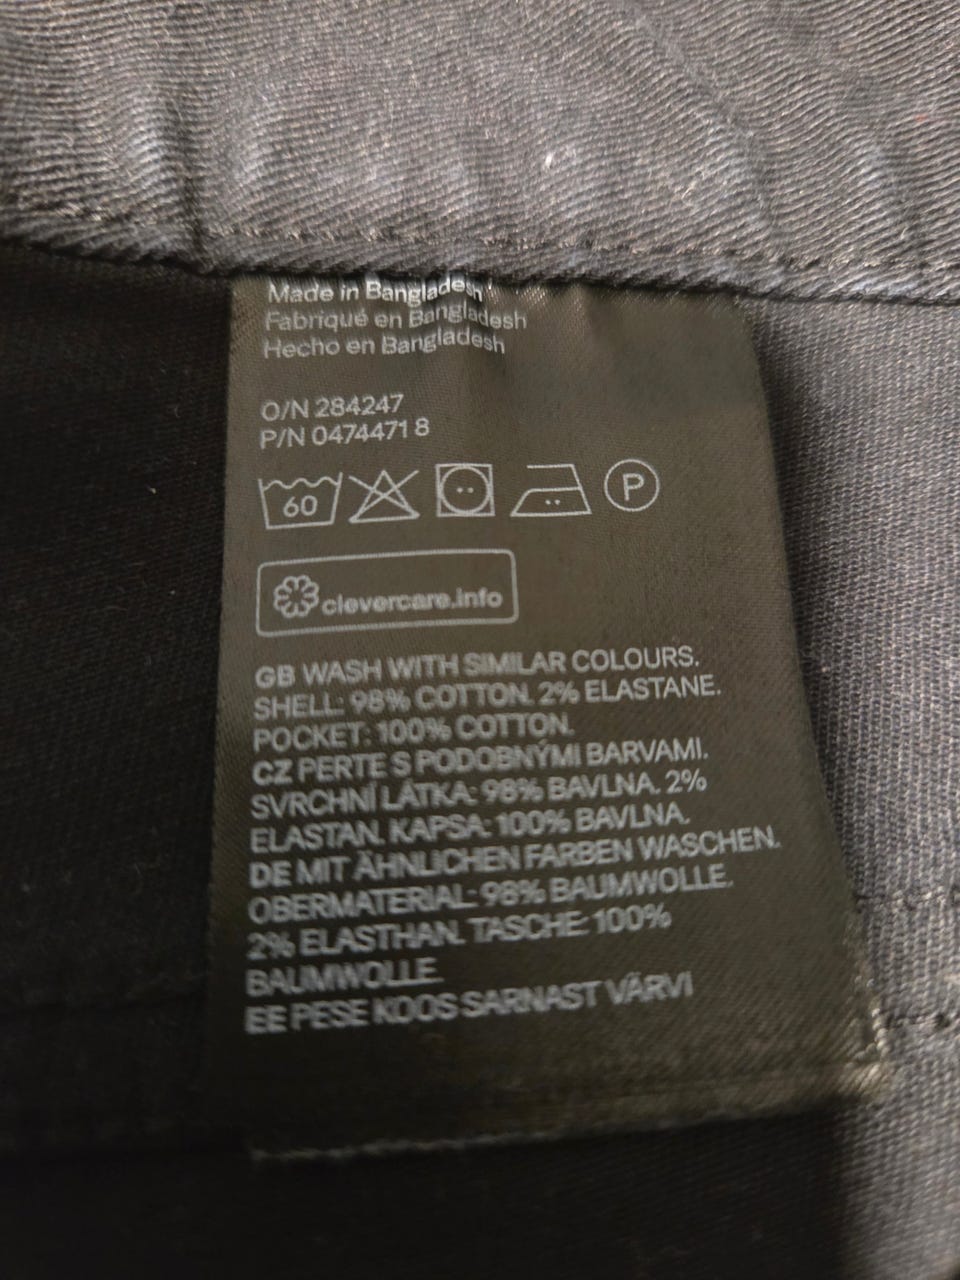 Made in Bangladesh
Fabriqué en Bangladesh
Hecho en Bangladesh
O/N 284247
P/N 0474471 8
60 P
clevercare.info
GB WASH WITH SIMILAR COLOURS.
SHELL: 98% COTTON. 2% ELASTANE.
POCKET: 100% COTTON.
CZ PERTE S PODOBNÝMI BARVAMI.
SVRCHNÍ LÁTKA: 98% BAVLNA. 2%
ELASTAN. KAPSA: 100% BAVLNA.
DE MIT ÄHNLICHEN FARBEN WASCHEN.
OBERMATERIAL: 98% BAUMWOLLE.
2% ELASTHAN. TASCHE: 100%
BAUMWOLLE.
EE PESE KOOS SARNAST VÄRVI